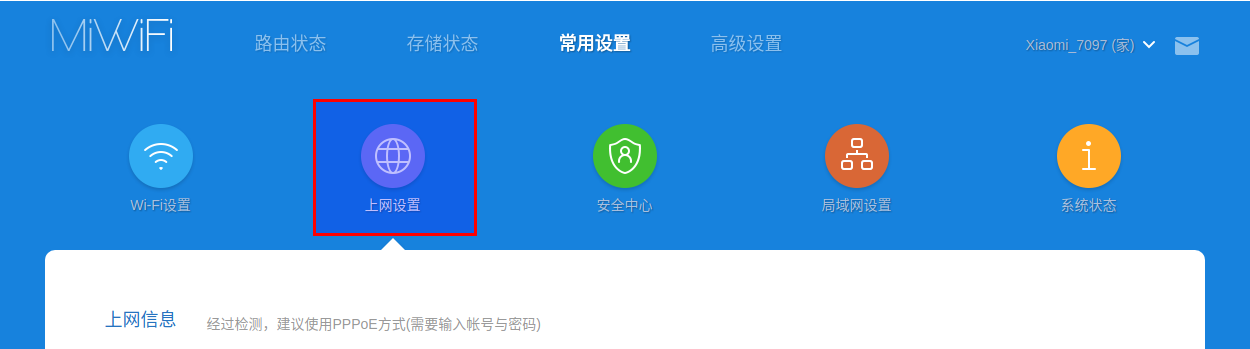 MiWiFi 路由状态 存储状态 常用设置 高级设置 Xiaomi_7097 (家)
Wi-Fi设置 上网设置 安全中心 局域网设置 系统状态
上网信息 经过检测，建议使用PPPoE方式(需要输入帐号与密码)